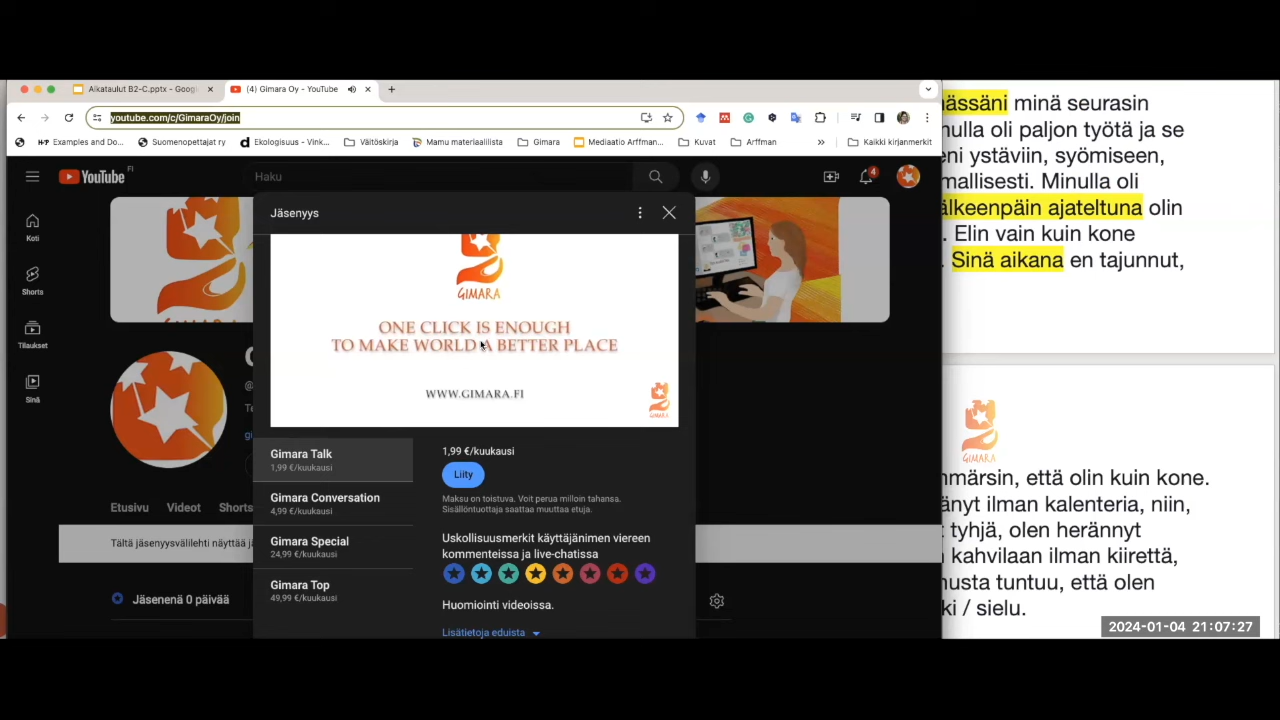 Aikataulut B2-C.pptx - Goog
(4) Gimara Oy - YouTube
youtube.com/c/GimaraOy/join
Examples and Do...
Suomenopettajat ry
Ekologisuus - Vink...
Väitöskirja
Mamu materiaalilista
Gimara
Mediaatio Arffman...
Kuvat
Arffman
»
Kaikki kirjanmerkit
YouTube FI
Haku
4
Koti
Shorts
Tilaukset
Sinä
Jäsenyys
GIMARA
ONE CLICK IS ENOUGH
TO MAKE WORLD A BETTER PLACE
WWW.GIMARA.FI
Etusivu Videot Shorts
Tältä jäsenyysvälilehti näyttää j
Jäsenenä 0 päivää
Gimara Talk
1,99 €/kuukausi
Gimara Conversation
4,99 €/kuukausi
Gimara Special
24,99 €/kuukausi
Gimara Top
49,99 €/kuukausi
1,99 €/kuukausi
Liity
Maksu on toistuva. Voit perua milloin tahansa.
Sisällöntuottaja saattaa muuttaa etuja.
Uskollisuusmerkit käyttäjänimen viereen
kommenteissa ja live-chatissa
Huomiointi videoissa.
Lisätietoja eduista
ässäni minä seurasin
nulla oli paljon työtä ja se
eni ystäviin, syömiseen,
mallisesti. Minulla oli
älkeenpäin ajateltuna olin
. Elin vain kuin kone
. Sinä aikana en tajunnut,
GIMARA
mmärsin, että olin kuin kone.
änyt ilman kalenteria, niin,
t tyhjä, olen herännyt
kahvilaan ilman kiirettä,
nusta tuntuu, että olen
ki / sielu.
2024-01-04 21:07:27